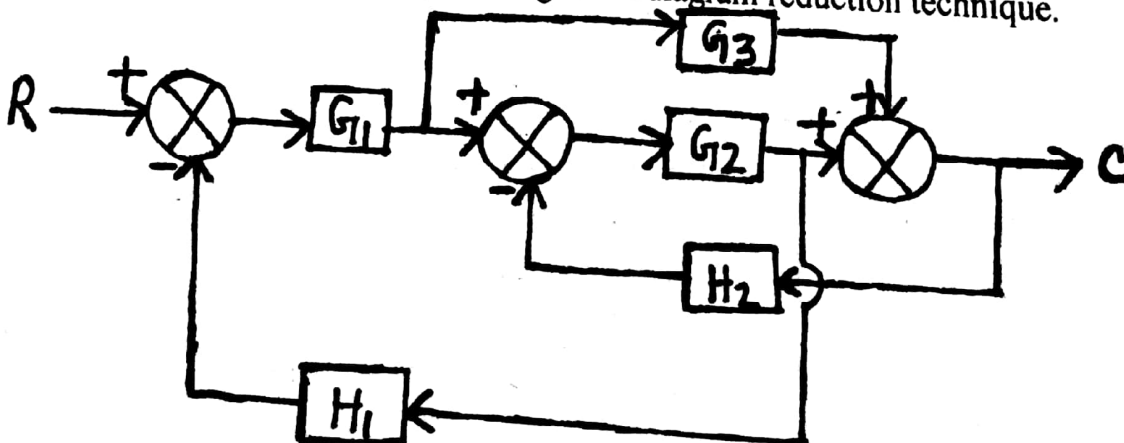 diagram reduction technique.
G3
+
+
+
+
R
G1
G2
C
-
-
H2
H1